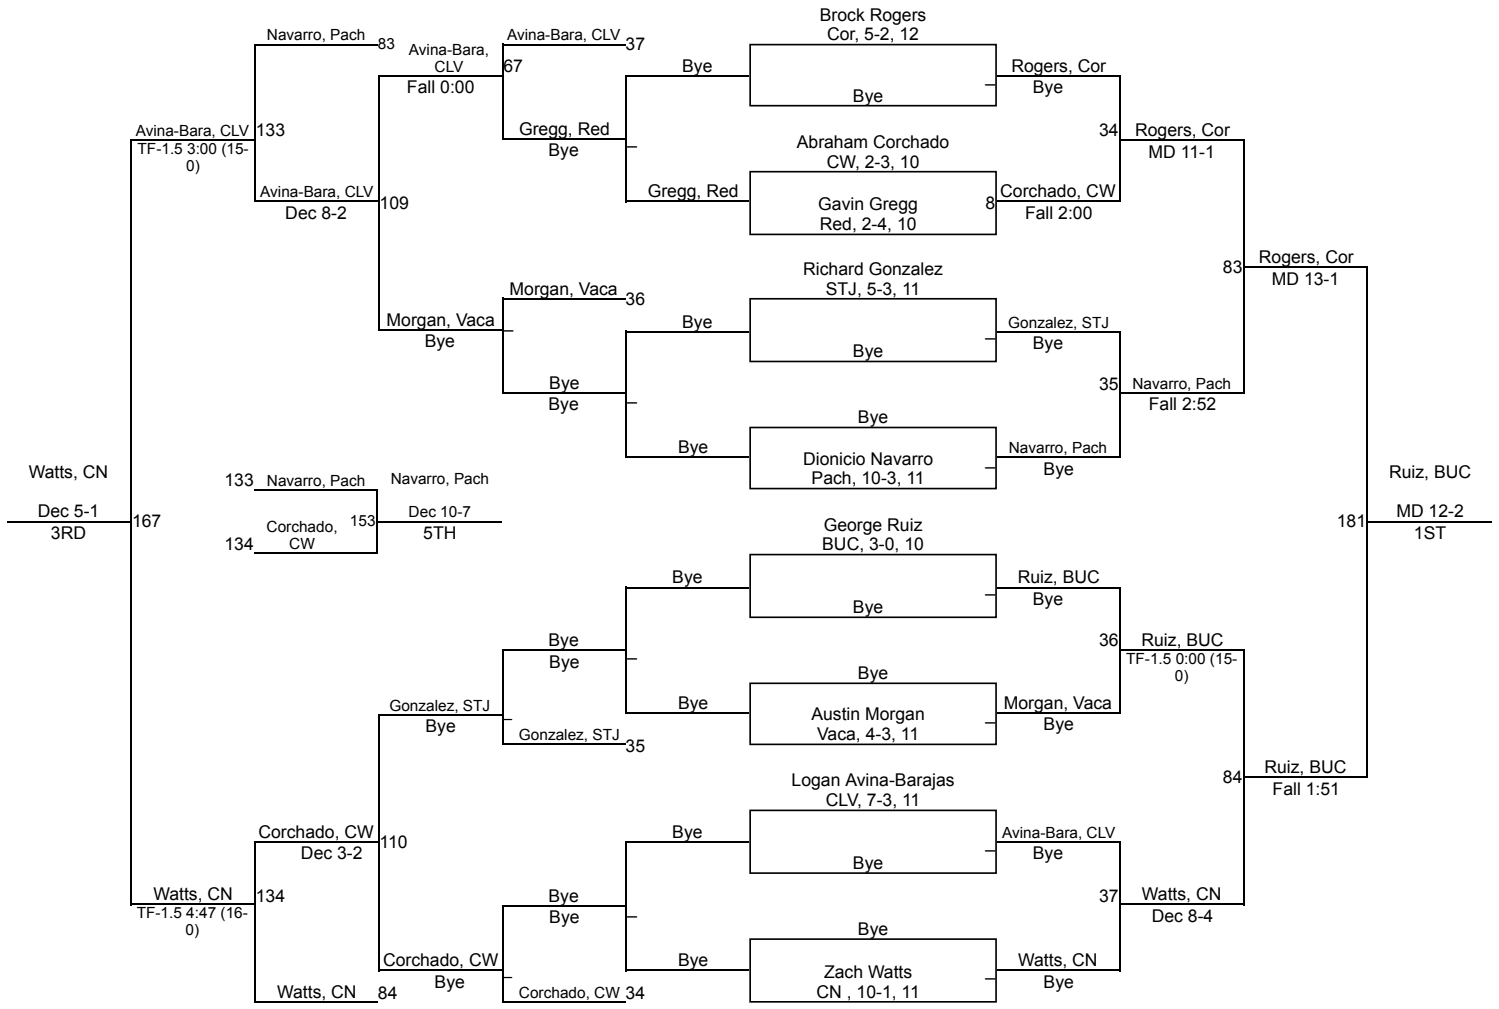 Brock Rogers
Cor, 5-2, 12
Navarro, Pach
83
Avina-Bara,
CLV
67
Fall 0:00
Avina-Bara, CLV
37
Bye
Bye
Rogers, Cor
Bye
Avina-Bara, CLV
133
TF-1.5 3:00 (15-
0)
Gregg, Red
Bye
Abraham Corchado
CW, 2-3, 10
34
Rogers, Cor
MD 11-1
Avina-Bara, CLV
109
Dec 8-2
Gregg, Red
Gavin Gregg
Red, 2-4, 10
8
Corchado, CW
Fall 2:00
Richard Gonzalez
STJ, 5-3, 11
83
Rogers, Cor
MD 13-1
Morgan, Vaca
36
Morgan, Vaca
Bye
Bye
Bye
Gonzalez, STJ
Bye
Bye
Bye
35
Navarro, Pach
Fall 2:52
Bye
Bye
Dionicio Navarro
Pach, 10-3, 11
Navarro, Pach
Bye
Watts, CN
Dec 5-1
3RD
167
133
Navarro, Pach
134
Corchado,
CW
153
Navarro, Pach
Dec 10-7
5TH
Ruiz, BUC
181
MD 12-2
1ST
George Ruiz
BUC, 3-0, 10
Bye
Bye
Ruiz, BUC
Bye
Bye
Bye
36
Ruiz, BUC
TF-1.5 0:00 (15-
0)
Gonzalez, STJ
Bye
Gonzalez, STJ
35
Bye
Bye
Austin Morgan
Vaca, 4-3, 11
Morgan, Vaca
Bye
Logan Avina-Barajas
CLV, 7-3, 11
84
Ruiz, BUC
Fall 1:51
Corchado, CW
110
Dec 3-2
Bye
Bye
Avina-Bara, CLV
Bye
Watts, CN
134
TF-1.5 4:47 (16-
0)
Bye
Bye
37
Watts, CN
Dec 8-4
Corchado, CW
Bye
Bye
Bye
Zach Watts
CN , 10-1, 11
Watts, CN
Bye
Watts, CN
84
Corchado, CW
34